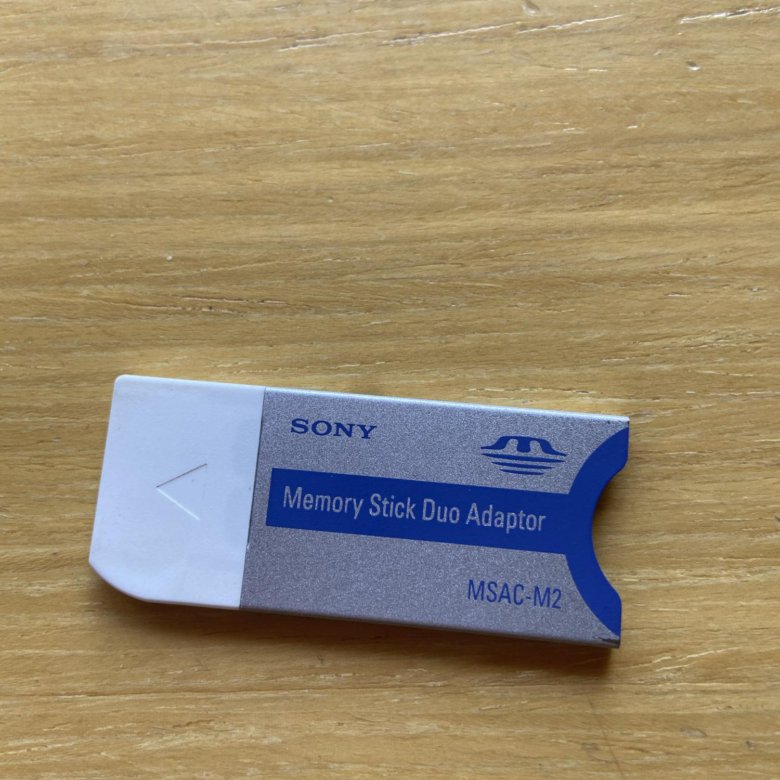 SONY
Memory Stick Duo Adaptor
MSAC-M2